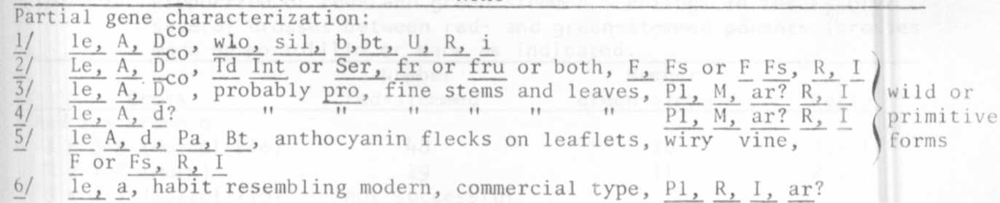 Partial gene characterization:
1/ le, A, D^co, wlo, sil, b,bt, U, R, i
2/ Le, A, D^co, Td Int or Ser, fr or fru or both, F, Fs or F Fs, R, I
3/ le, A, D^co, probably pro, fine stems and leaves, Pl, M, ar? R, I wild or
4/ le, A, d? " " " " " " Pl, M, ar? R, I primitive
5/ le A, d, Pa, Bt, anthocyanin flecks on leaflets, wiry vine, forms
F or Fs, R, I
6/ le, a, habit resembling modern, commercial type, Pl, R, I, ar?